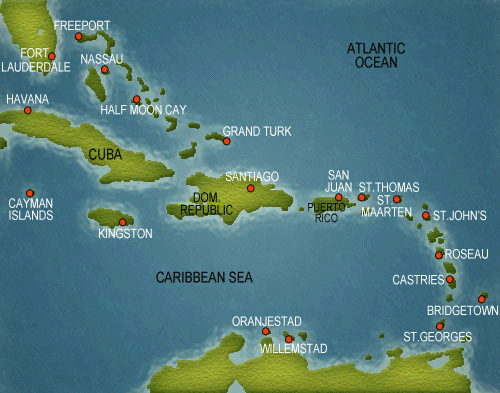 FREEPORT
ATLANTIC
OCEAN
FORT
LAUDERDALE
NASSAU
HAVANA
HALF MOON CAY
GRAND TURK
CUBA
SANTIAGO
SAN
JUAN
ST.THOMAS
ST.
MAARTEN
CAYMAN
ISLANDS
DOM.
REPUBLIC
PUERTO
RICO
ST.JOHN'S
KINGSTON
ROSEAU
CARIBBEAN SEA
CASTRIES
BRIDGETOWN
ORANJESTAD
WILLEMSTAD
ST.GEORGES